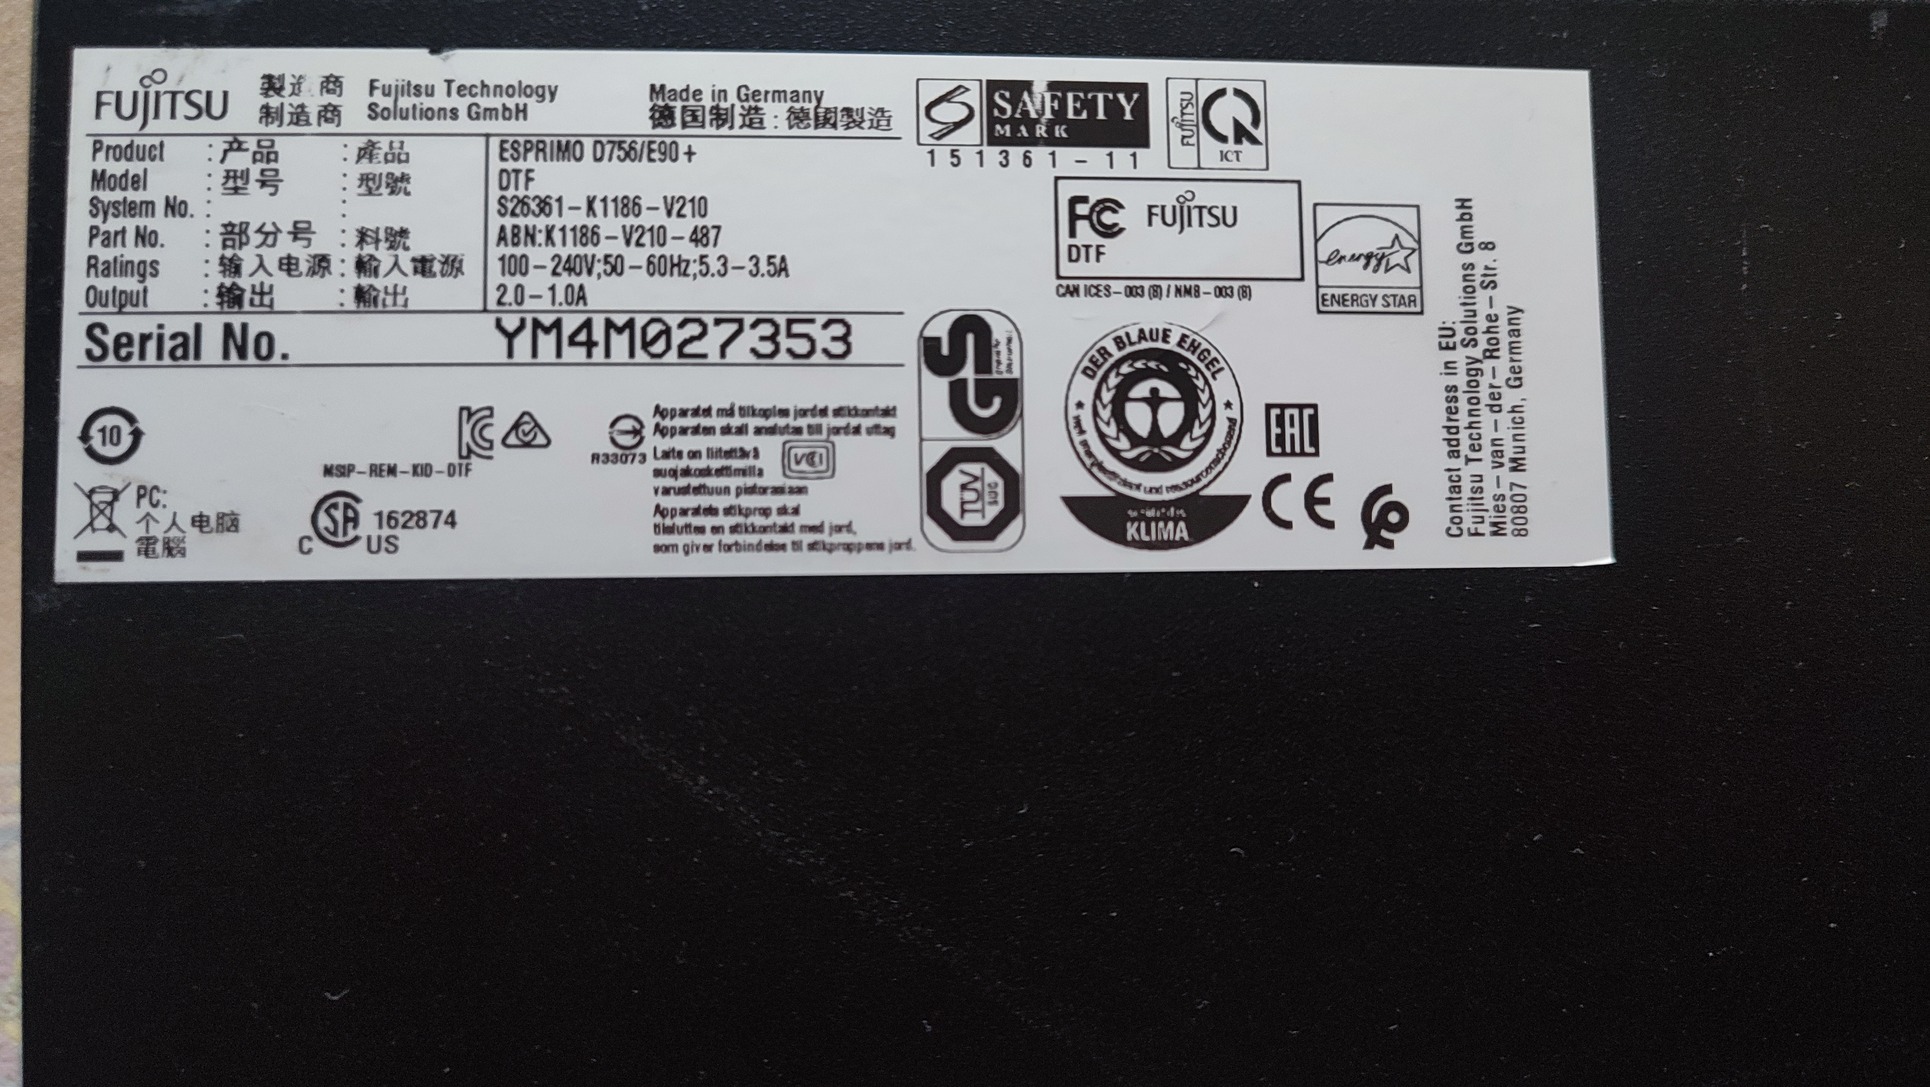 FUJITSU
製造商 Fujitsu Technology
制造商 Solutions GmbH
Made in Germany
德国制造 : 德國製造
Product : 产品 : 產品 ESPRIMO D756/E90+
Model : 型号 : 型號 DTF
System No. : : S26361-K1186-V210
Part No. : 部分号 : 料號 ABN:K1186-V210-487
Ratings : 输入电源 : 輸入電源 100-240V;50-60Hz;5.3-3.5A
Output : 输出 : 輸出 2.0-1.0A
Serial No. YM4M027353
SAFETY
MARK
151361-11
FUJITSU
ICT
FC FUJITSU
DTF
CAN ICES-003 (B) / NMB-003 (B)
energy
ENERGY STAR
Contact address in EU:
Fujitsu Technology Solutions GmbH
Mies-van-der-Rohe-Str. 8
80807 Munich, Germany
10
MSIP-REM-KID-DTF
PC:
个人电脑
電腦
C SA US 162874
R33073
Apparatet må tilkoples jordet stikkontakt
Apparaten skall anslutas till jordat uttag
Laite on liitettävä
suojakoskettimilla
varustettuun pistorasiaan
Apparatets stikprop skal
tilsluttes en stikkontakt med jord,
som giver forbindelse til stikproppens jord.
VCI
GS
TÜV
SÜD
DER BLAUE ENGEL
KLIMA
EAC
CE